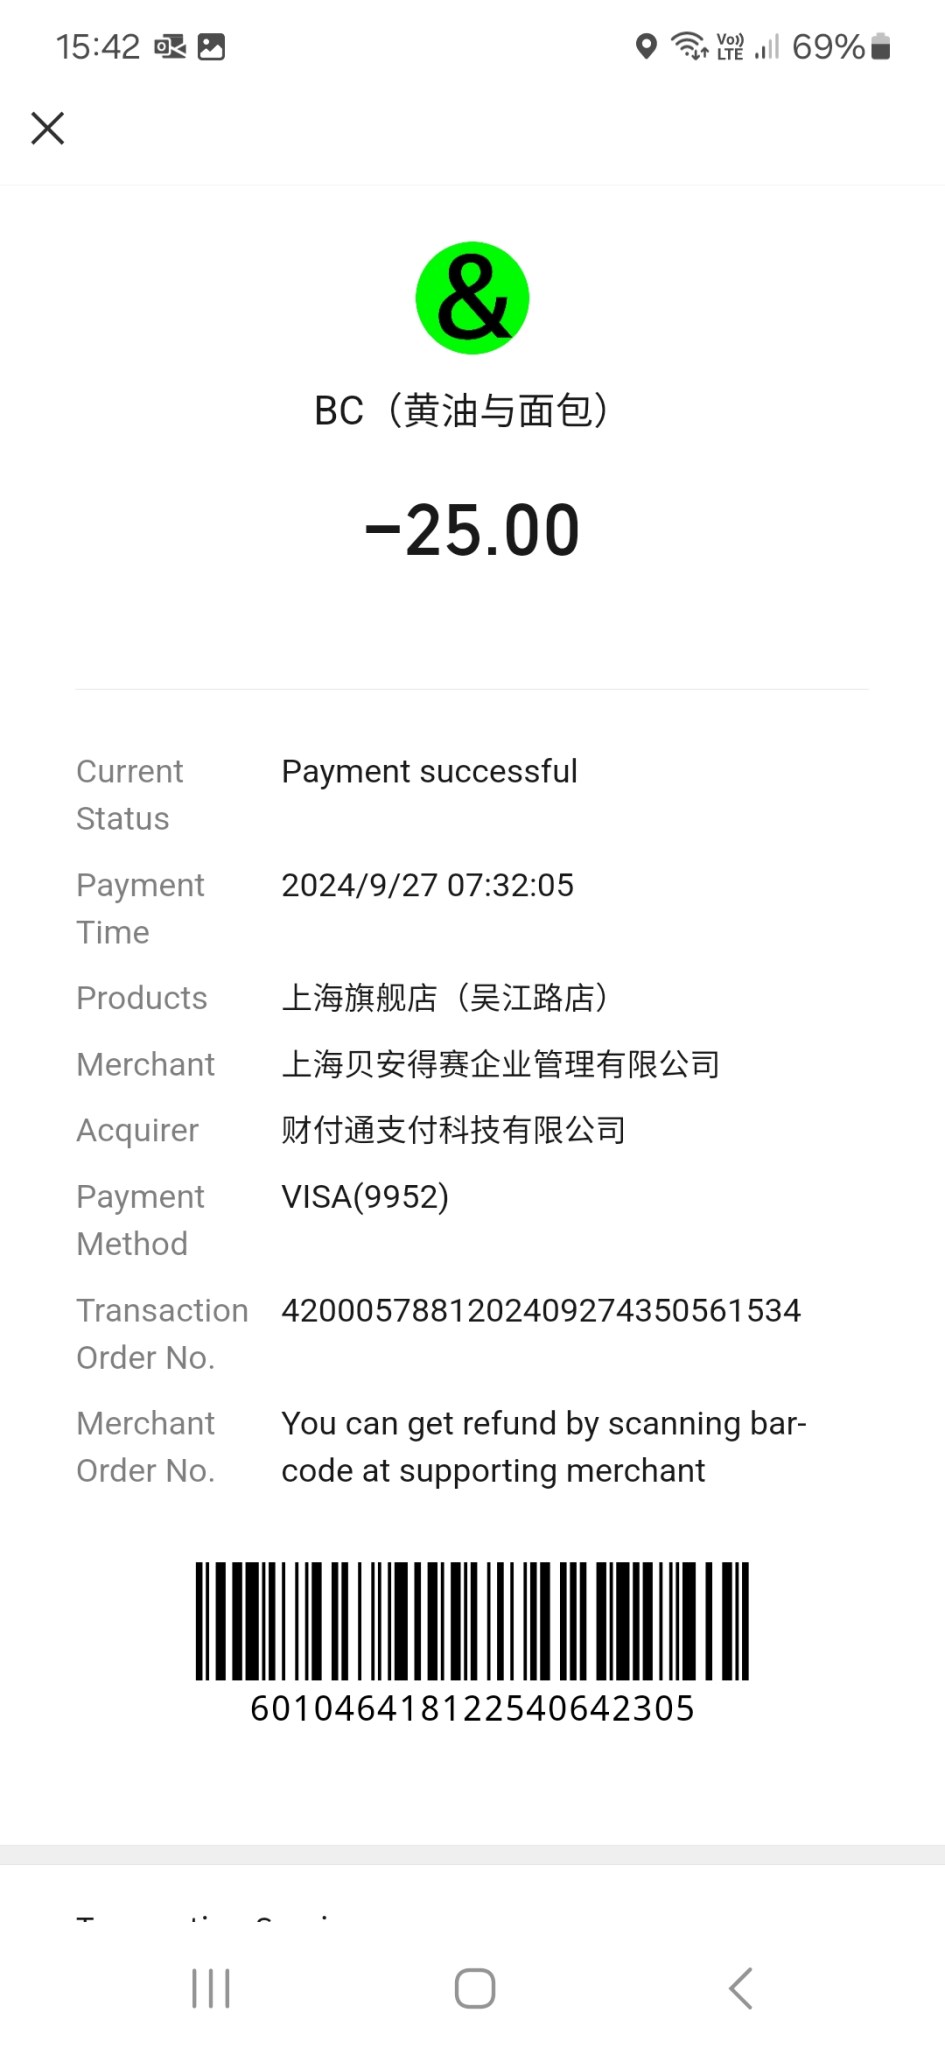 15:42
Vo)) LTE
69%
&
BC（黄油与面包）
-25.00
Current Status
Payment successful
Payment Time
2024/9/27 07:32:05
Products
上海旗舰店（吴江路店）
Merchant
上海贝安得赛企业管理有限公司
Acquirer
财付通支付科技有限公司
Payment Method
VISA(9952)
Transaction Order No.
4200057881202409274350561534
Merchant Order No.
You can get refund by scanning bar-
code at supporting merchant
601046418122540642305